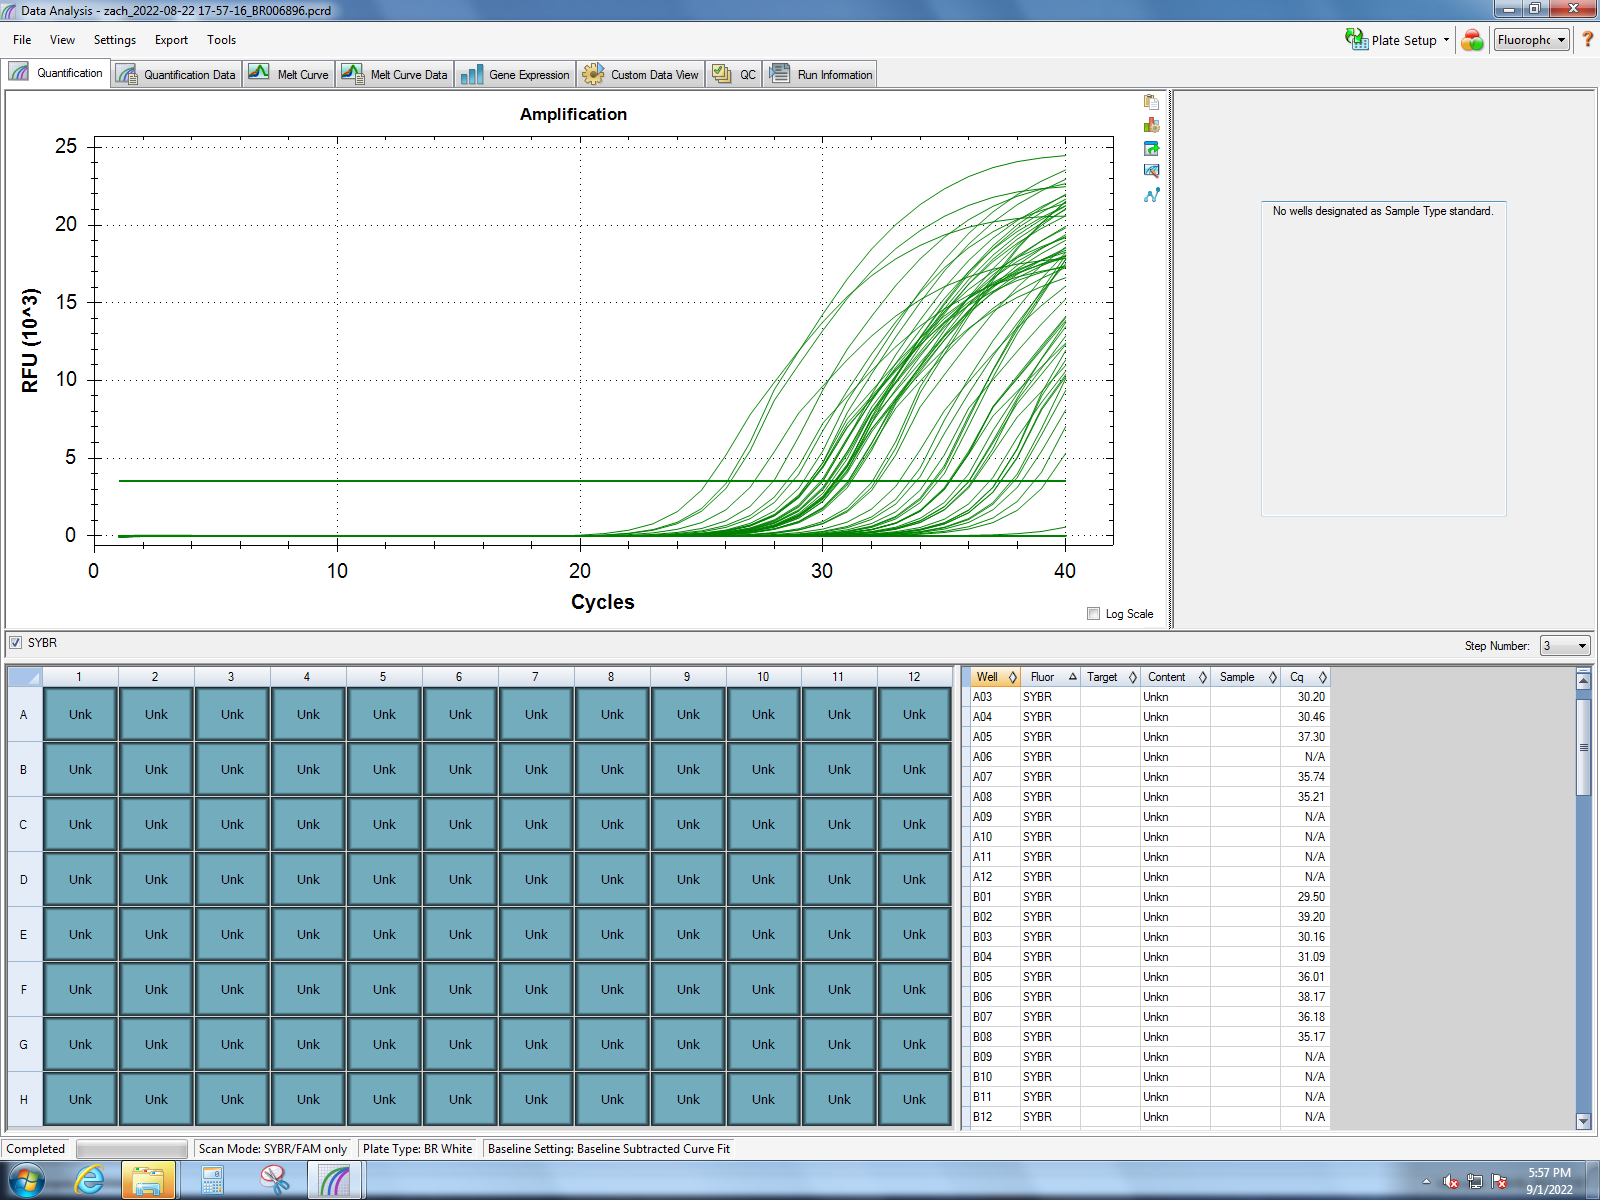 Data Analysis - zach_2022-08-22 17-57-16_BR006896.pcrd
File View Settings Export Tools
Plate Setup Fluoropho ?
Quantification Quantification Data Melt Curve Melt Curve Data Gene Expression Custom Data View QC Run Information
Amplification
25
20
15
10
5
0
RFU (10^3)
0 10 20 30 40
Cycles
Log Scale
No wells designated as Sample Type standard.
SYBR
Step Number: 3
1 2 3 4 5 6 7 8 9 10 11 12
A Unk Unk Unk Unk Unk Unk Unk Unk Unk Unk Unk Unk
B Unk Unk Unk Unk Unk Unk Unk Unk Unk Unk Unk Unk
C Unk Unk Unk Unk Unk Unk Unk Unk Unk Unk Unk Unk
D Unk Unk Unk Unk Unk Unk Unk Unk Unk Unk Unk Unk
E Unk Unk Unk Unk Unk Unk Unk Unk Unk Unk Unk Unk
F Unk Unk Unk Unk Unk Unk Unk Unk Unk Unk Unk Unk
G Unk Unk Unk Unk Unk Unk Unk Unk Unk Unk Unk Unk
H Unk Unk Unk Unk Unk Unk Unk Unk Unk Unk Unk Unk
Well Fluor Target Content Sample Cq
A03 SYBR Unkn 30.20
A04 SYBR Unkn 30.46
A05 SYBR Unkn 37.30
A06 SYBR Unkn N/A
A07 SYBR Unkn 35.74
A08 SYBR Unkn 35.21
A09 SYBR Unkn N/A
A10 SYBR Unkn N/A
A11 SYBR Unkn N/A
A12 SYBR Unkn N/A
B01 SYBR Unkn 29.50
B02 SYBR Unkn 39.20
B03 SYBR Unkn 30.16
B04 SYBR Unkn 31.09
B05 SYBR Unkn 36.01
B06 SYBR Unkn 38.17
B07 SYBR Unkn 36.18
B08 SYBR Unkn 35.17
B09 SYBR Unkn N/A
B10 SYBR Unkn N/A
B11 SYBR Unkn N/A
B12 SYBR Unkn N/A
Completed Scan Mode: SYBR/FAM only Plate Type: BR White Baseline Setting: Baseline Subtracted Curve Fit
5:57 PM
9/1/2022